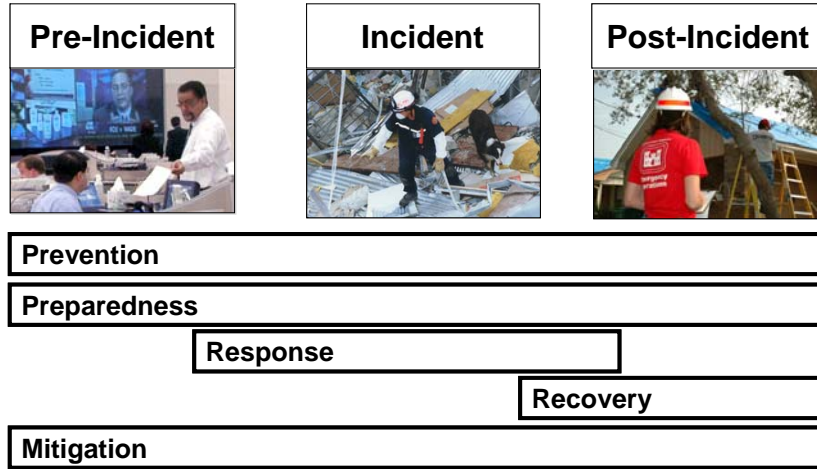 Pre-Incident
Incident
Post-Incident
Prevention
Preparedness
Response
Recovery
Mitigation